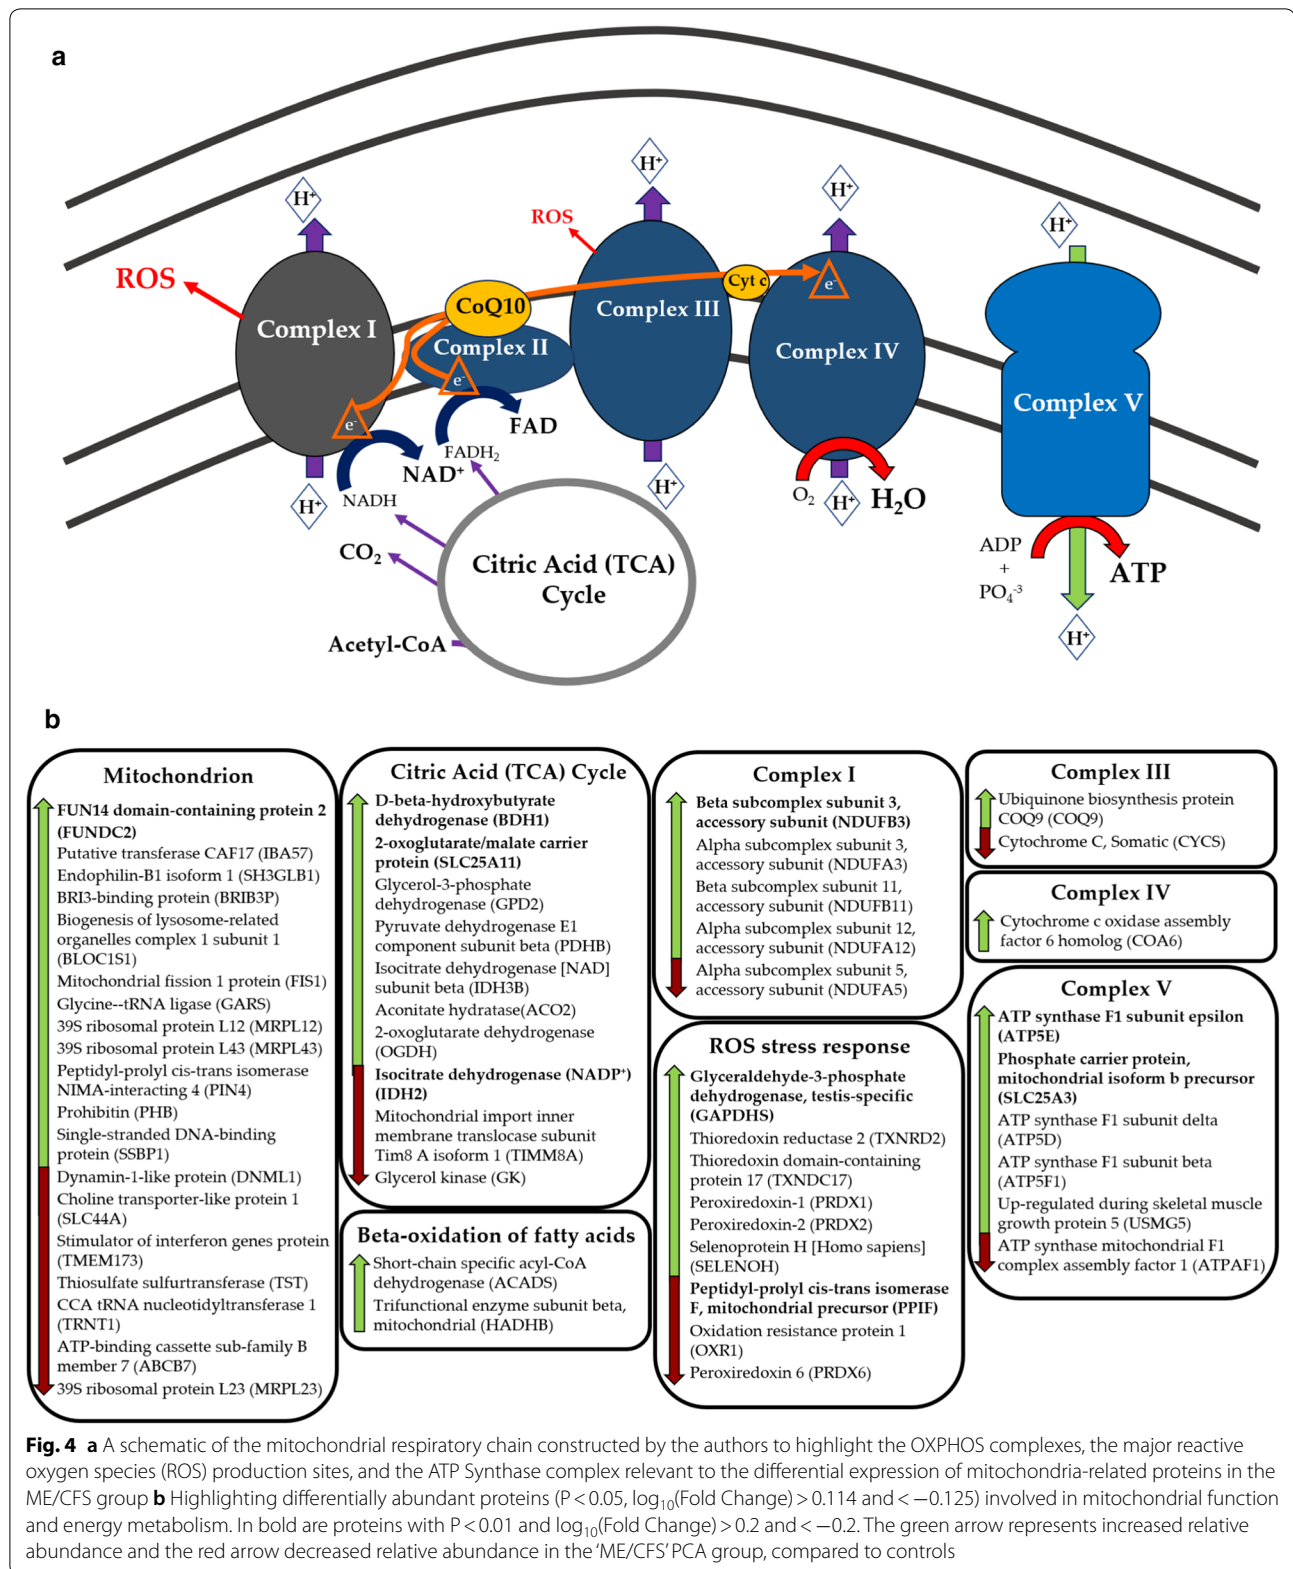 a
H⁺
H⁺
H⁺
H⁺
ROS
ROS
Complex I
CoQ10
Complex II
Complex III
Cyt c
e⁻
Complex IV
Complex V
e⁻
e⁻
FAD
FADH₂
NAD⁺
NADH
H⁺
H⁺
O₂
H⁺
H₂O
CO₂
Citric Acid (TCA)
Cycle
Acetyl-CoA
ADP
+
PO₄⁻³
ATP
H⁺
b
Mitochondrion
FUN14 domain-containing protein 2
(FUNDC2)
Putative transferase CAF17 (IBA57)
Endophilin-B1 isoform 1 (SH3GLB1)
BRI3-binding protein (BRIB3P)
Biogenesis of lysosome-related
organelles complex 1 subunit 1
(BLOC1S1)
Mitochondrial fission 1 protein (FIS1)
Glycine--tRNA ligase (GARS)
39S ribosomal protein L12 (MRPL12)
39S ribosomal protein L43 (MRPL43)
Peptidyl-prolyl cis-trans isomerase
NIMA-interacting 4 (PIN4)
Prohibitin (PHB)
Single-stranded DNA-binding
protein (SSBP1)
Dynamin-1-like protein (DNML1)
Choline transporter-like protein 1
(SLC44A)
Stimulator of interferon genes protein
(TMEM173)
Thiosulfate sulfurtransferase (TST)
CCA tRNA nucleotidyltransferase 1
(TRNT1)
ATP-binding cassette sub-family B
member 7 (ABCB7)
39S ribosomal protein L23 (MRPL23)
Citric Acid (TCA) Cycle
D-beta-hydroxybutyrate
dehydrogenase (BDH1)
2-oxoglutarate/malate carrier
protein (SLC25A11)
Glycerol-3-phosphate
dehydrogenase (GPD2)
Pyruvate dehydrogenase E1
component subunit beta (PDHB)
Isocitrate dehydrogenase [NAD]
subunit beta (IDH3B)
Aconitate hydratase(ACO2)
2-oxoglutarate dehydrogenase
(OGDH)
Isocitrate dehydrogenase (NADP⁺)
(IDH2)
Mitochondrial import inner
membrane translocase subunit
Tim8 A isoform 1 (TIMM8A)
Glycerol kinase (GK)
Beta-oxidation of fatty acids
Short-chain specific acyl-CoA
dehydrogenase (ACADS)
Trifunctional enzyme subunit beta,
mitochondrial (HADHB)
Complex I
Beta subcomplex subunit 3,
accessory subunit (NDUFB3)
Alpha subcomplex subunit 3,
accessory subunit (NDUFA3)
Beta subcomplex subunit 11,
accessory subunit (NDUFB11)
Alpha subcomplex subunit 12,
accessory subunit (NDUFA12)
Alpha subcomplex subunit 5,
accessory subunit (NDUFA5)
ROS stress response
Glyceraldehyde-3-phosphate
dehydrogenase, testis-specific
(GAPDHS)
Thioredoxin reductase 2 (TXNRD2)
Thioredoxin domain-containing
protein 17 (TXNDC17)
Peroxiredoxin-1 (PRDX1)
Peroxiredoxin-2 (PRDX2)
Selenoprotein H [Homo sapiens]
(SELENOH)
Peptidyl-prolyl cis-trans isomerase
F, mitochondrial precursor (PPIF)
Oxidation resistance protein 1
(OXR1)
Peroxiredoxin 6 (PRDX6)
Complex III
Ubiquinone biosynthesis protein
COQ9 (COQ9)
Cytochrome C, Somatic (CYCS)
Complex IV
Cytochrome c oxidase assembly
factor 6 homolog (COA6)
Complex V
ATP synthase F1 subunit epsilon
(ATP5E)
Phosphate carrier protein,
mitochondrial isoform b precursor
(SLC25A3)
ATP synthase F1 subunit delta
(ATP5D)
ATP synthase F1 subunit beta
(ATP5F1)
Up-regulated during skeletal muscle
growth protein 5 (USMG5)
ATP synthase mitochondrial F1
complex assembly factor 1 (ATPAF1)
Fig. 4 a A schematic of the mitochondrial respiratory chain constructed by the authors to highlight the OXPHOS complexes, the major reactive
oxygen species (ROS) production sites, and the ATP Synthase complex relevant to the differential expression of mitochondria-related proteins in the
ME/CFS group b Highlighting differentially abundant proteins (P < 0.05, log₁₀(Fold Change) > 0.114 and < −0.125) involved in mitochondrial function
and energy metabolism. In bold are proteins with P < 0.01 and log₁₀(Fold Change) > 0.2 and < −0.2. The green arrow represents increased relative
abundance and the red arrow decreased relative abundance in the ‘ME/CFS’ PCA group, compared to controls